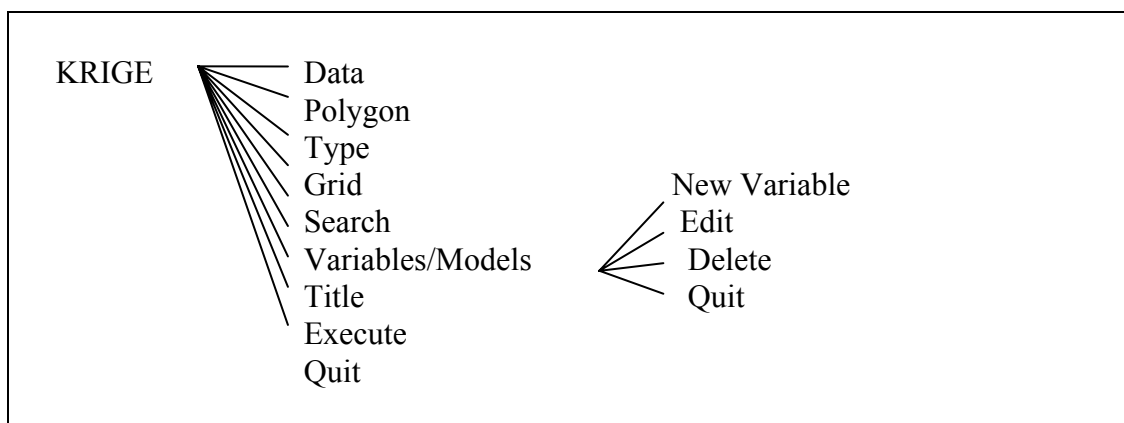 KRIGE
Data
Polygon
Type
Grid
Search
Variables/Models
Title
Execute
Quit
New Variable
Edit
Delete
Quit